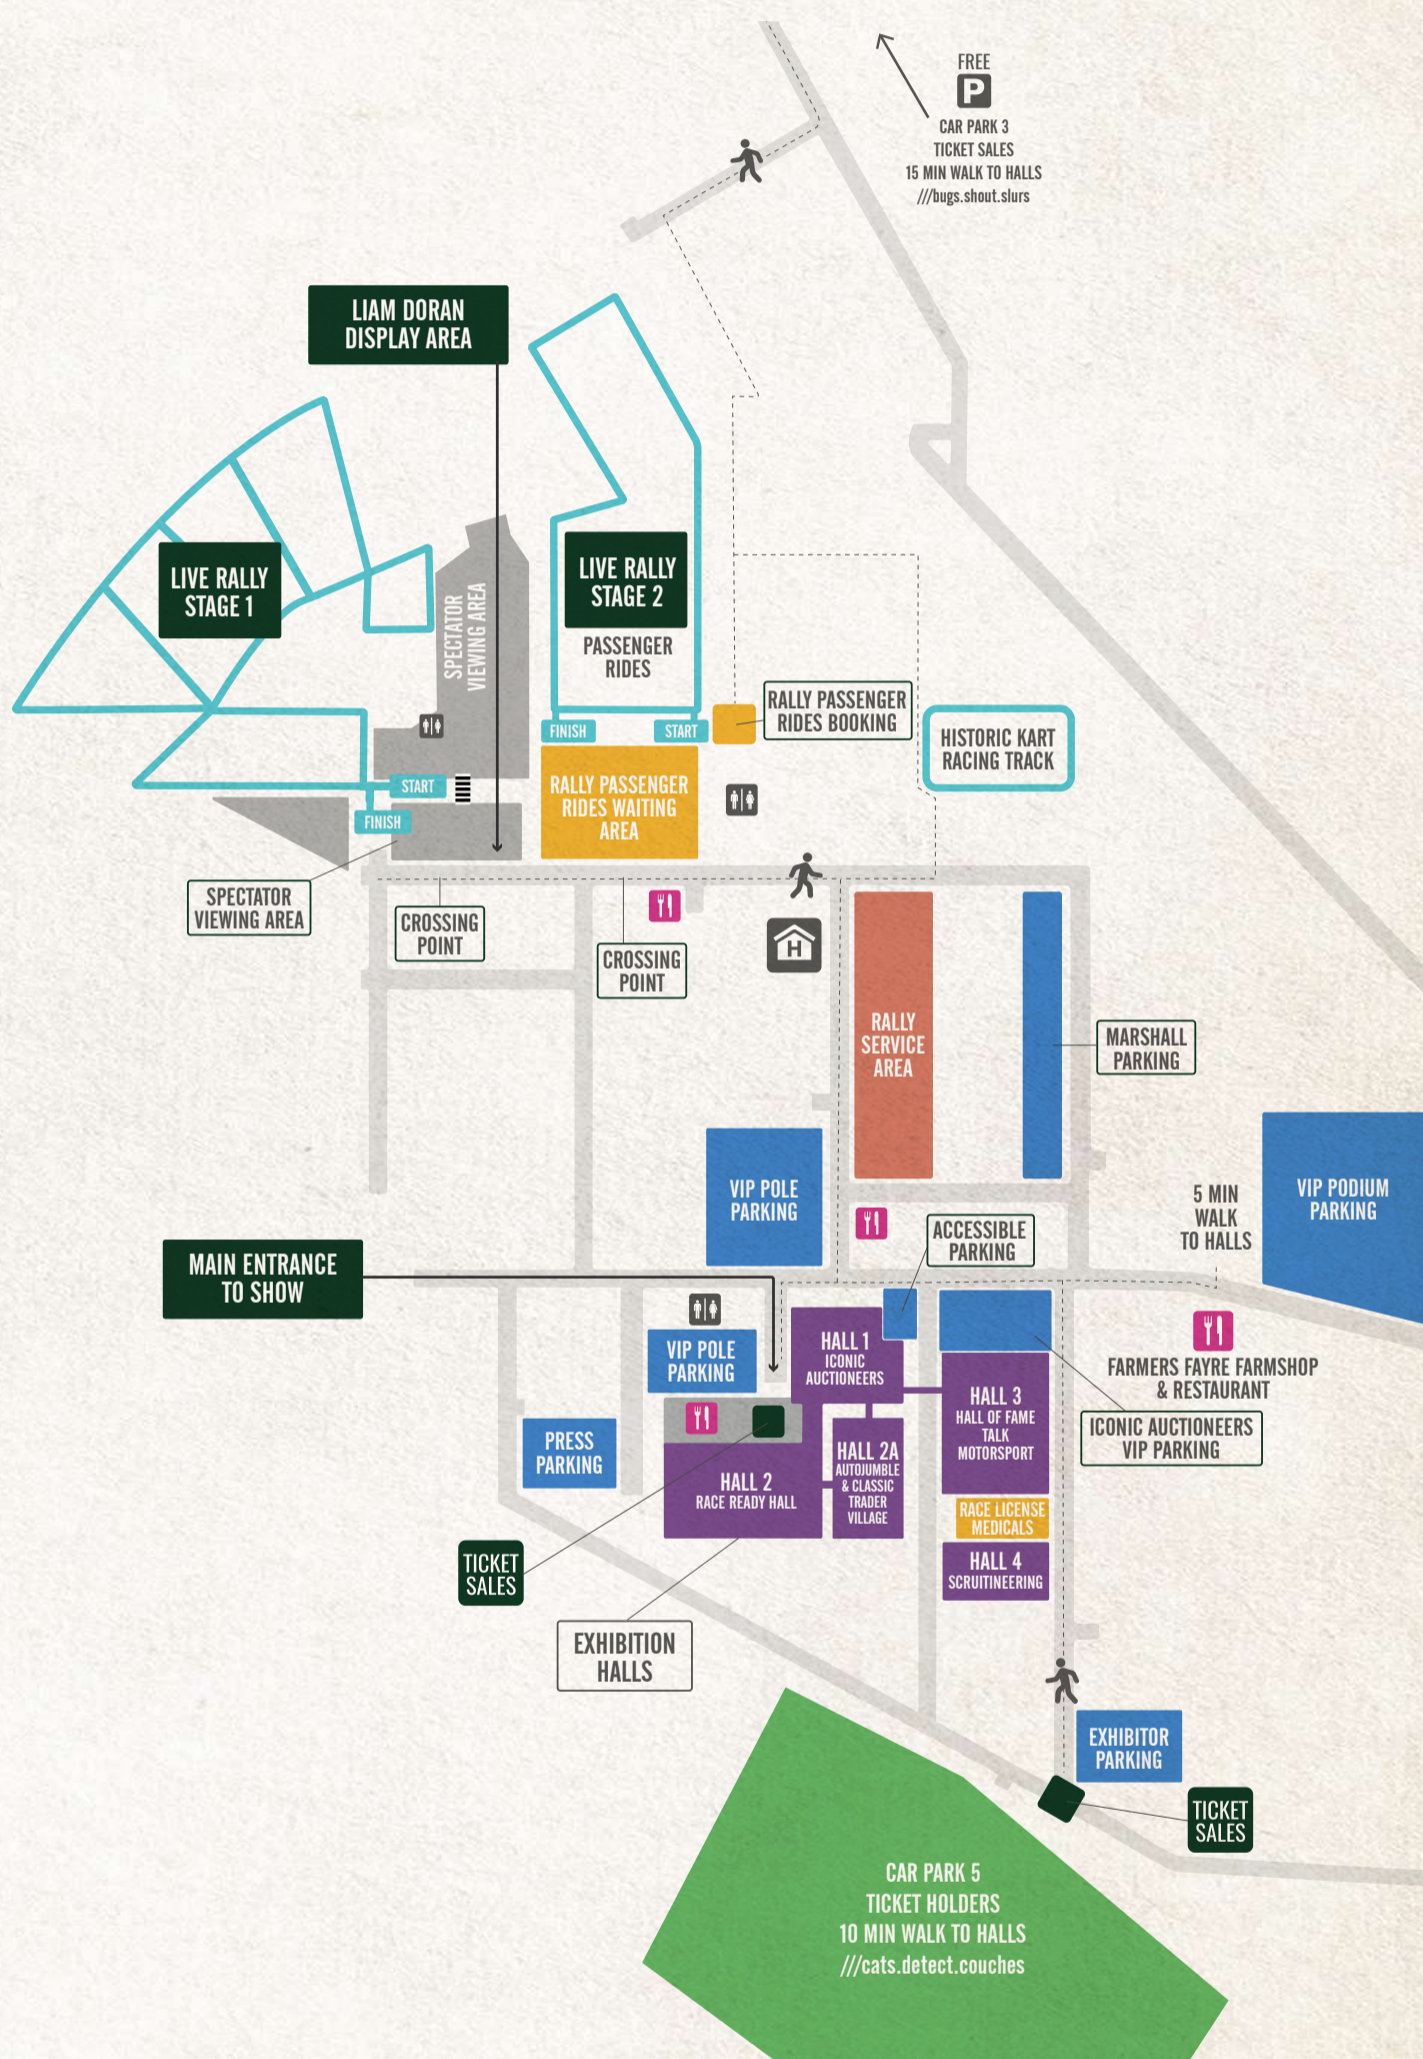 FREE
P
CAR PARK 3
TICKET SALES
15 MIN WALK TO HALLS
///bugs.shout.slurs
LIAM DORAN
DISPLAY AREA
LIVE RALLY
STAGE 1
LIVE RALLY
STAGE 2
PASSENGER
RIDES
SPECTATOR
VIEWING AREA
FINISH
START
RALLY PASSENGER
RIDES BOOKING
HISTORIC KART
RACING TRACK
START
FINISH
RALLY PASSENGER
RIDES WAITING
AREA
SPECTATOR
VIEWING AREA
CROSSING
POINT
CROSSING
POINT
H
RALLY
SERVICE
AREA
MARSHALL
PARKING
VIP POLE
PARKING
5 MIN
WALK
TO HALLS
VIP PODIUM
PARKING
ACCESSIBLE
PARKING
MAIN ENTRANCE
TO SHOW
VIP POLE
PARKING
HALL 1
ICONIC
AUCTIONEERS
FARMERS FAYRE FARMSHOP
& RESTAURANT
HALL 3
HALL OF FAME
TALK
MOTORSPORT
ICONIC AUCTIONEERS
VIP PARKING
PRESS
PARKING
HALL 2
RACE READY HALL
HALL 2A
AUTOJUMBLE
& CLASSIC
TRADER
VILLAGE
RACE LICENSE
MEDICALS
HALL 4
SCRUITINEERING
TICKET
SALES
EXHIBITION
HALLS
EXHIBITOR
PARKING
TICKET
SALES
CAR PARK 5
TICKET HOLDERS
10 MIN WALK TO HALLS
///cats.detect.couches